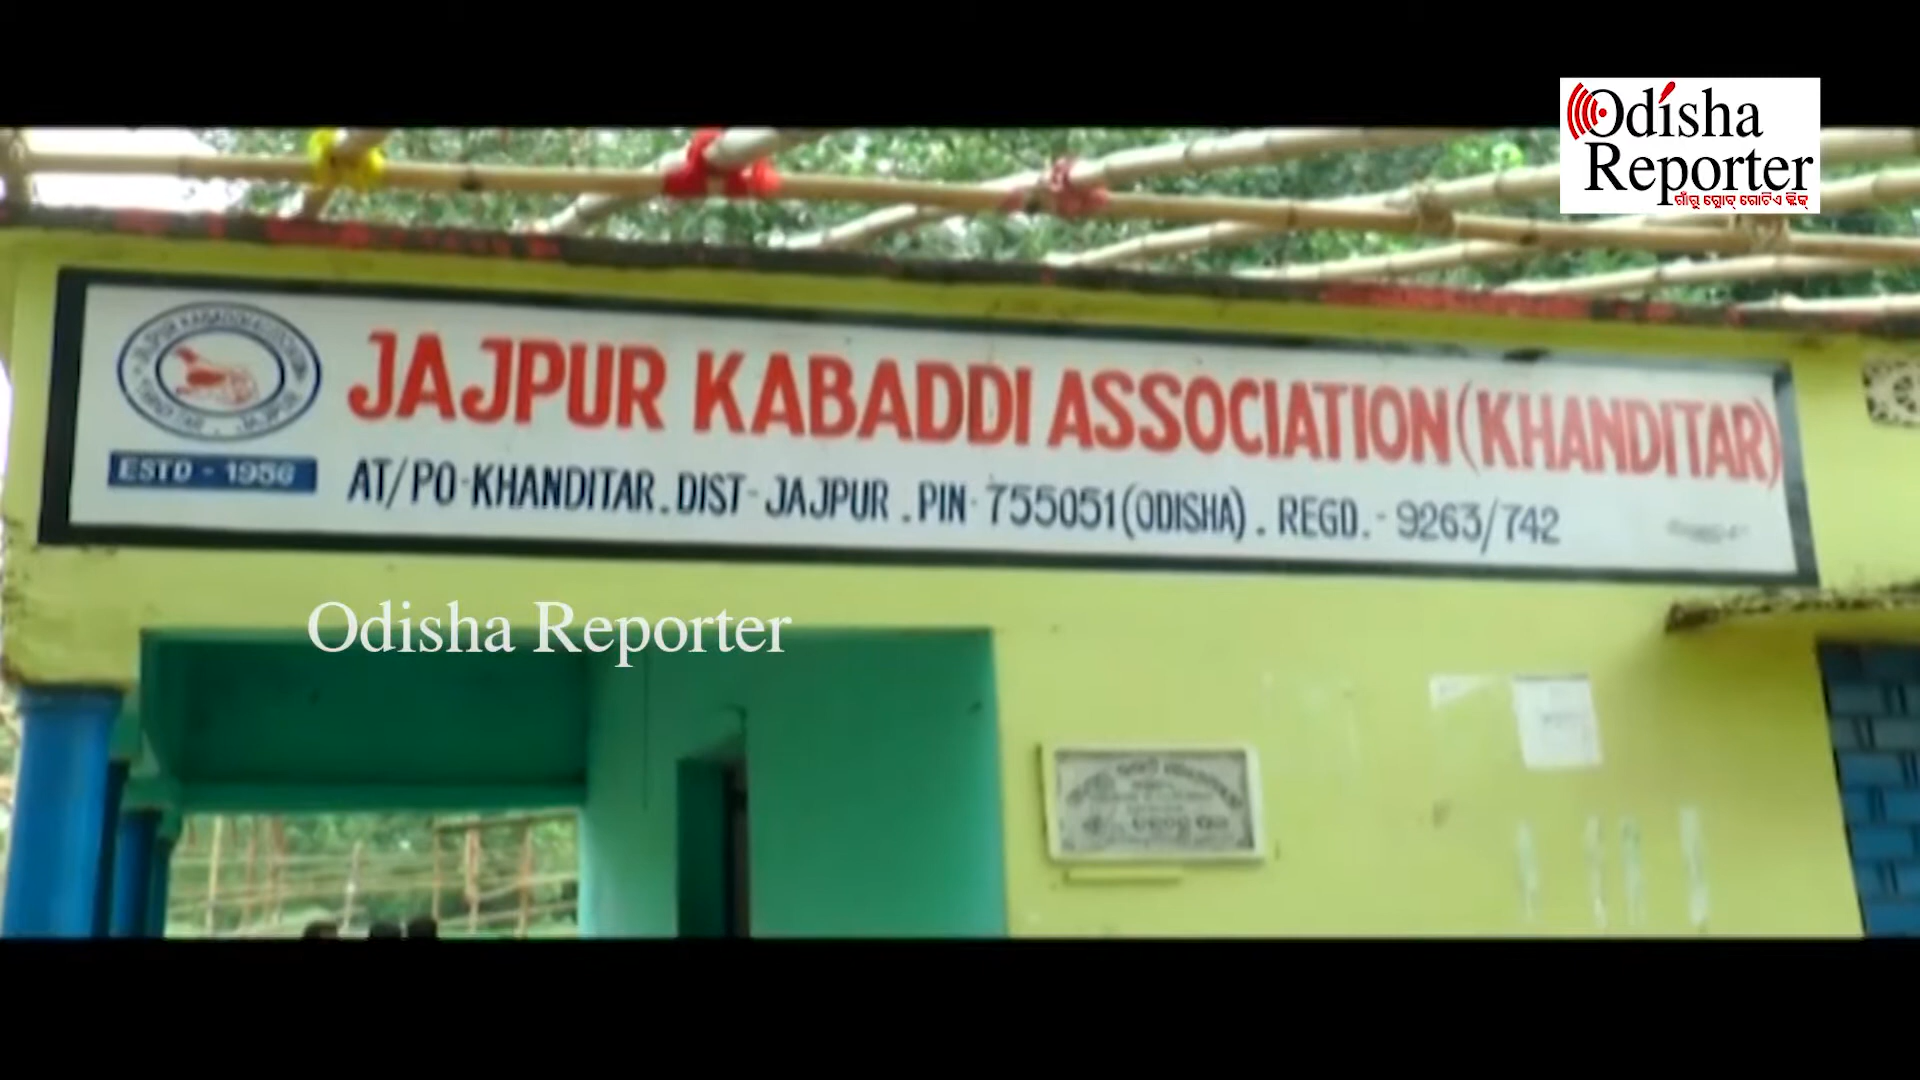 Odisha
Reporter
ଗାଁରୁ ଗ୍ଲୋବ୍ ଗୋଟିଏ କ୍ଲିକ୍
JAJPUR KABADDI ASSOCIATION (KHANDITAR)
ESTD - 1956
AT/PO-KHANDITAR. DIST- JAJPUR . PIN- 755051 (ODISHA) . REGD. - 9263/742
Odisha Reporter